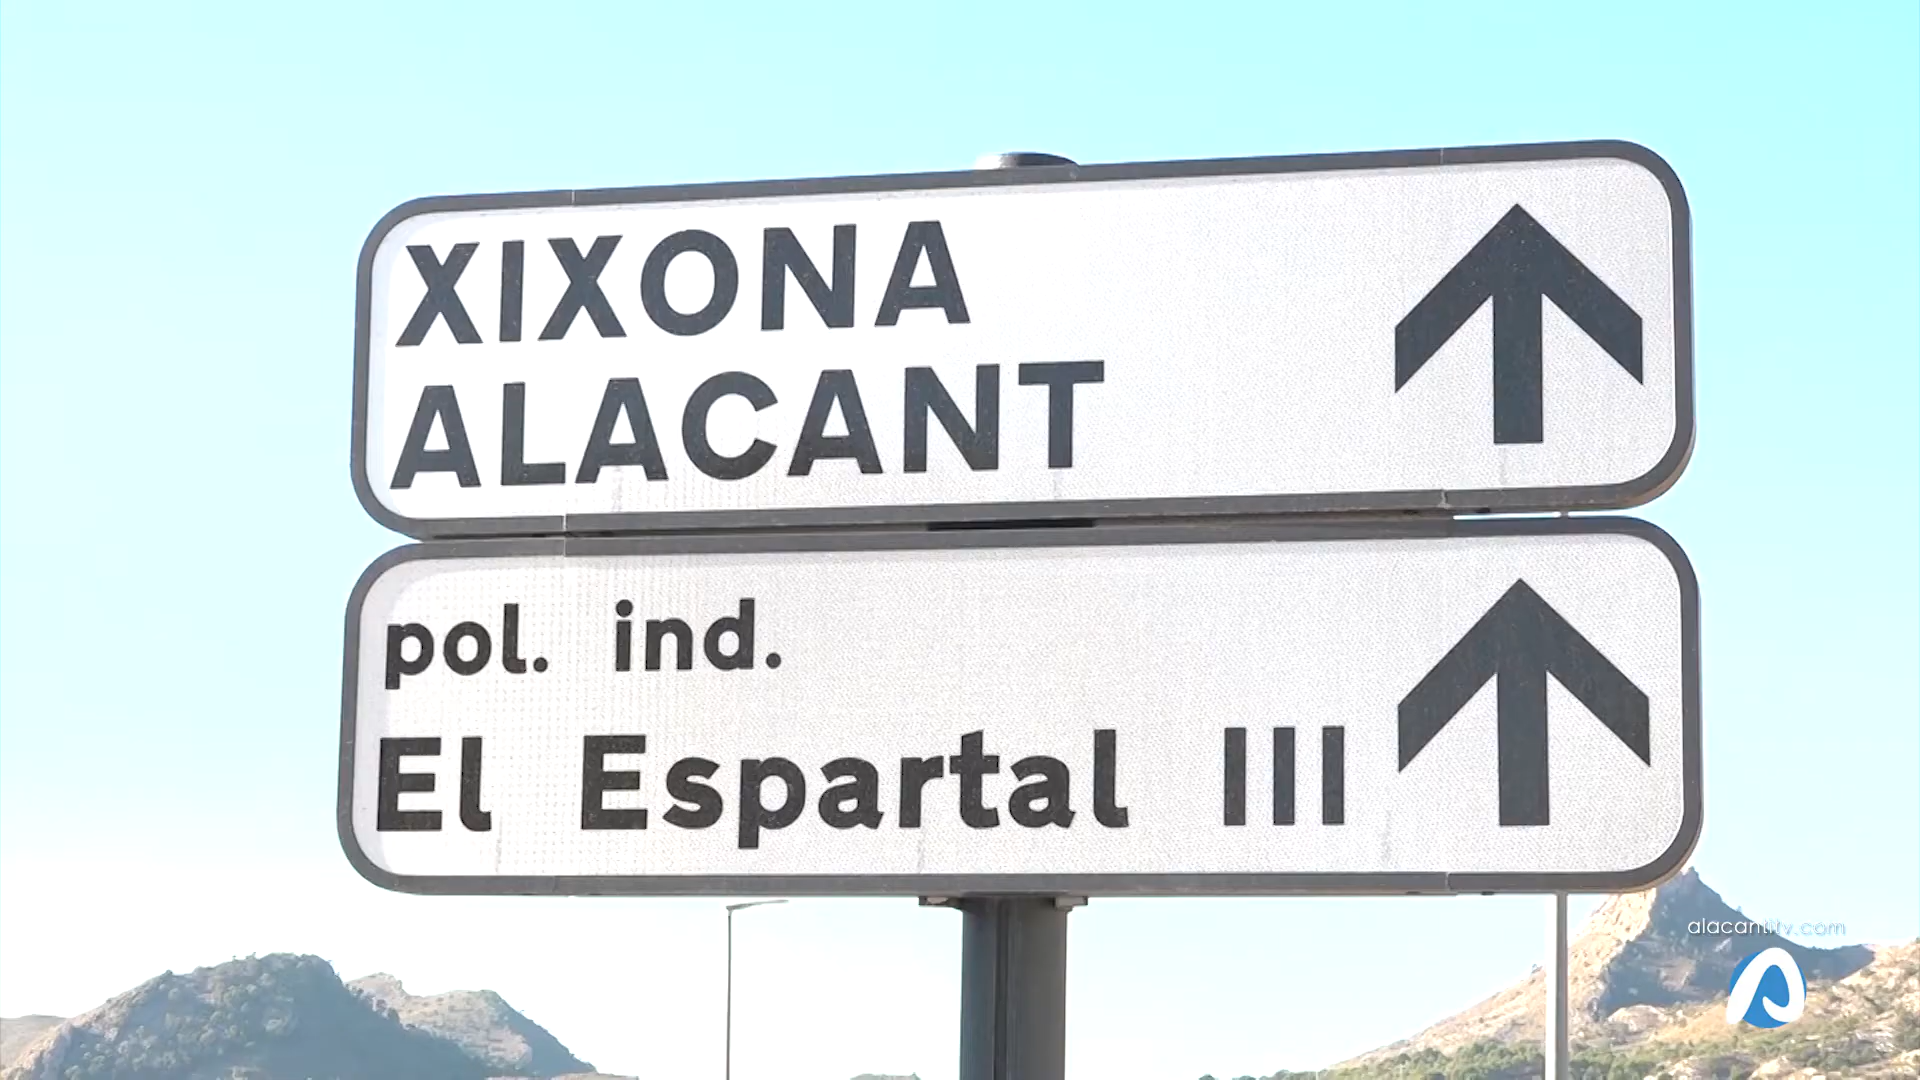 XIXONA
ALACANT
pol. ind.
El Espartal III
alacantitv.com